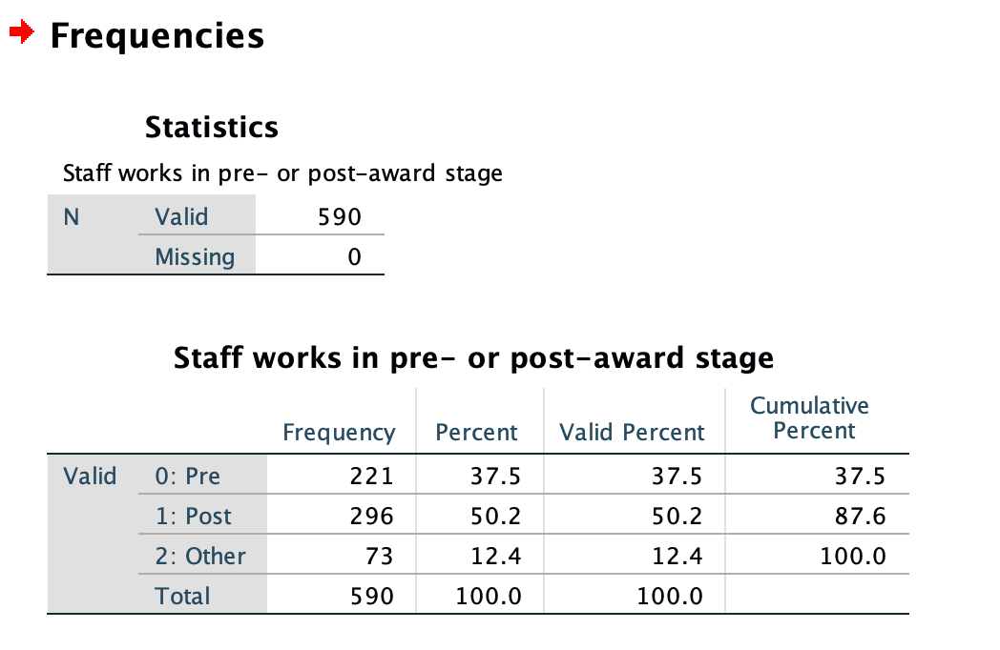 Frequencies
Statistics
Staff works in pre- or post-award stage
N Valid 590
Missing 0
Staff works in pre- or post-award stage
Frequency Percent Valid Percent Cumulative Percent
Valid 0: Pre 221 37.5 37.5 37.5
1: Post 296 50.2 50.2 87.6
2: Other 73 12.4 12.4 100.0
Total 590 100.0 100.0